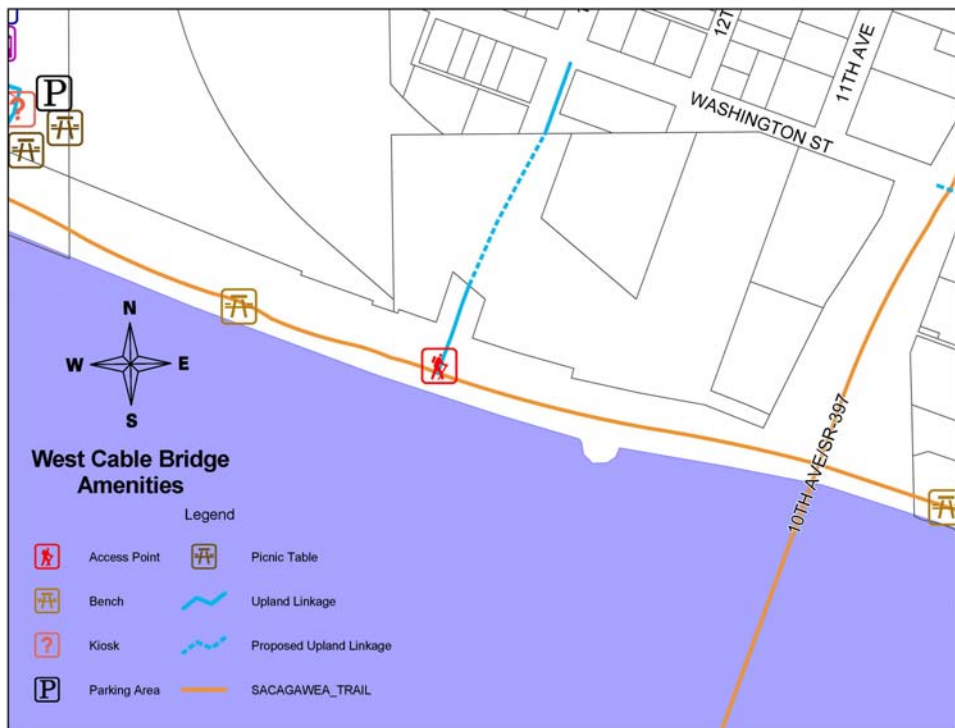 12T
11TH AVE
WASHINGTON ST
P
?
N
W E
S
10TH AVE/SR-397
West Cable Bridge
Amenities
Legend
Access Point
Picnic Table
Bench
Upland Linkage
?
Kiosk
Proposed Upland Linkage
P
Parking Area
SACAGAWEA_TRAIL